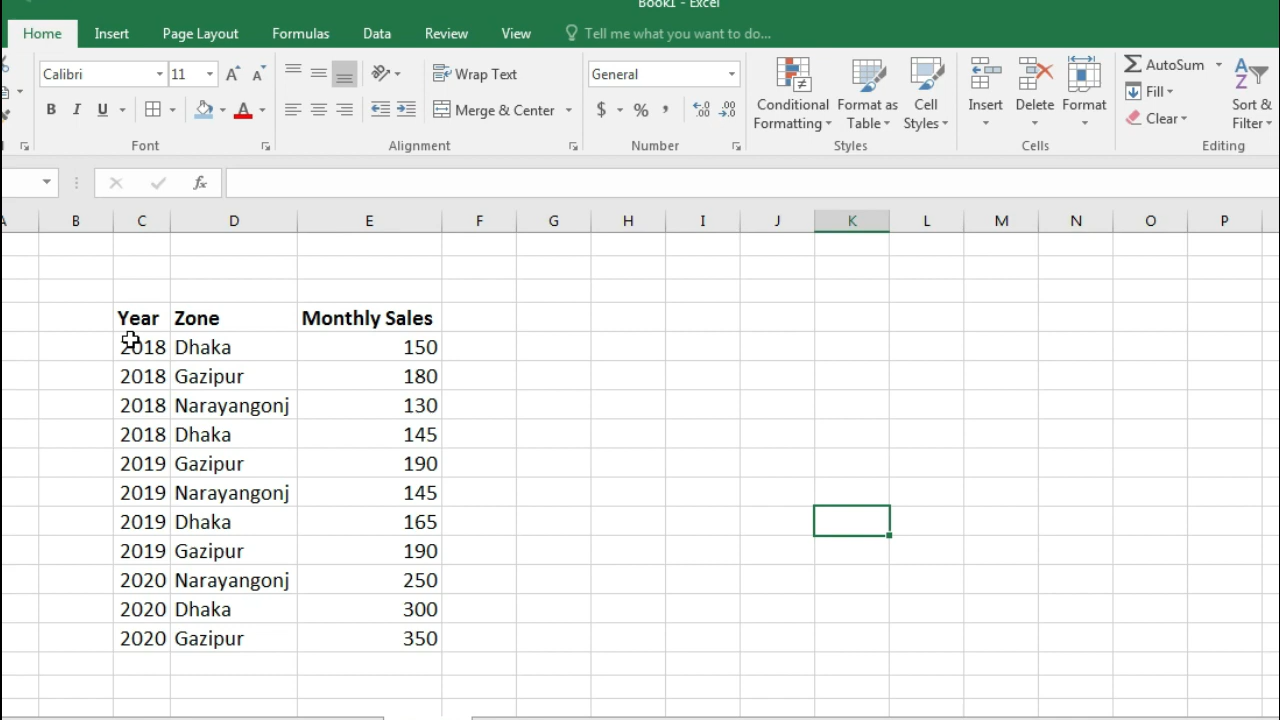 Book1 - Excel
Home Insert Page Layout Formulas Data Review View Tell me what you want to do...
Calibri 11 A A Wrap Text General Conditional Formatting Format as Table Cell Styles Insert Delete Format AutoSum Fill Clear Sort & Filter
B I U A Merge & Center $ % , .00
Font Alignment Number Styles Cells Editing
fx
A B C D E F G H I J K L M N O P
Year Zone Monthly Sales
2018 Dhaka 150
2018 Gazipur 180
2018 Narayangonj 130
2018 Dhaka 145
2019 Gazipur 190
2019 Narayangonj 145
2019 Dhaka 165
2019 Gazipur 190
2020 Narayangonj 250
2020 Dhaka 300
2020 Gazipur 350